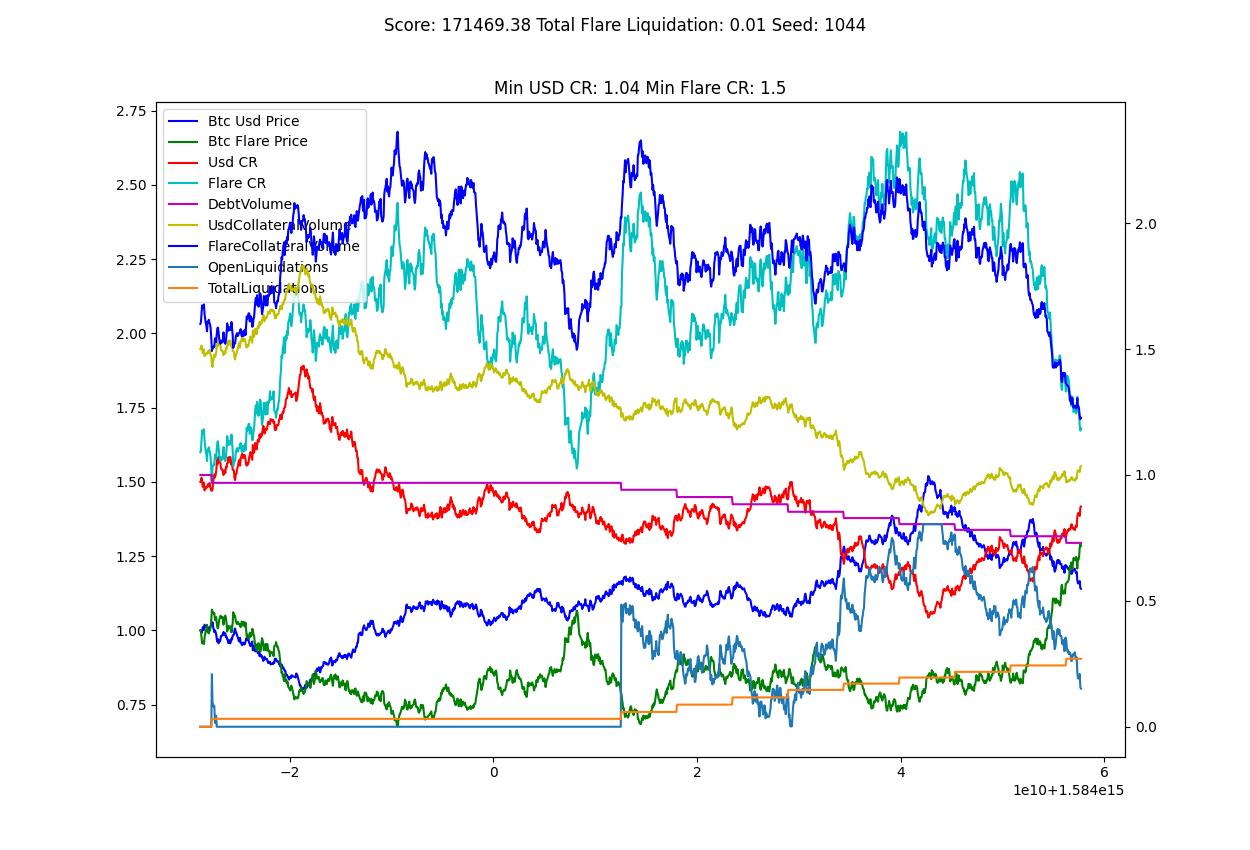 Score: 171469.38 Total Flare Liquidation: 0.01 Seed: 1044
Min USD CR: 1.04 Min Flare CR: 1.5
2.75
2.50
2.25
2.00
1.75
1.50
1.25
1.00
0.75
Btc Usd Price
Btc Flare Price
Usd CR
Flare CR
DebtVolume
UsdCollateralVolume
FlareCollateralVolume
OpenLiquidations
TotalLiquidations
2.0
1.5
1.0
0.5
0.0
−2
0
2
4
6
1e10+1.584e15